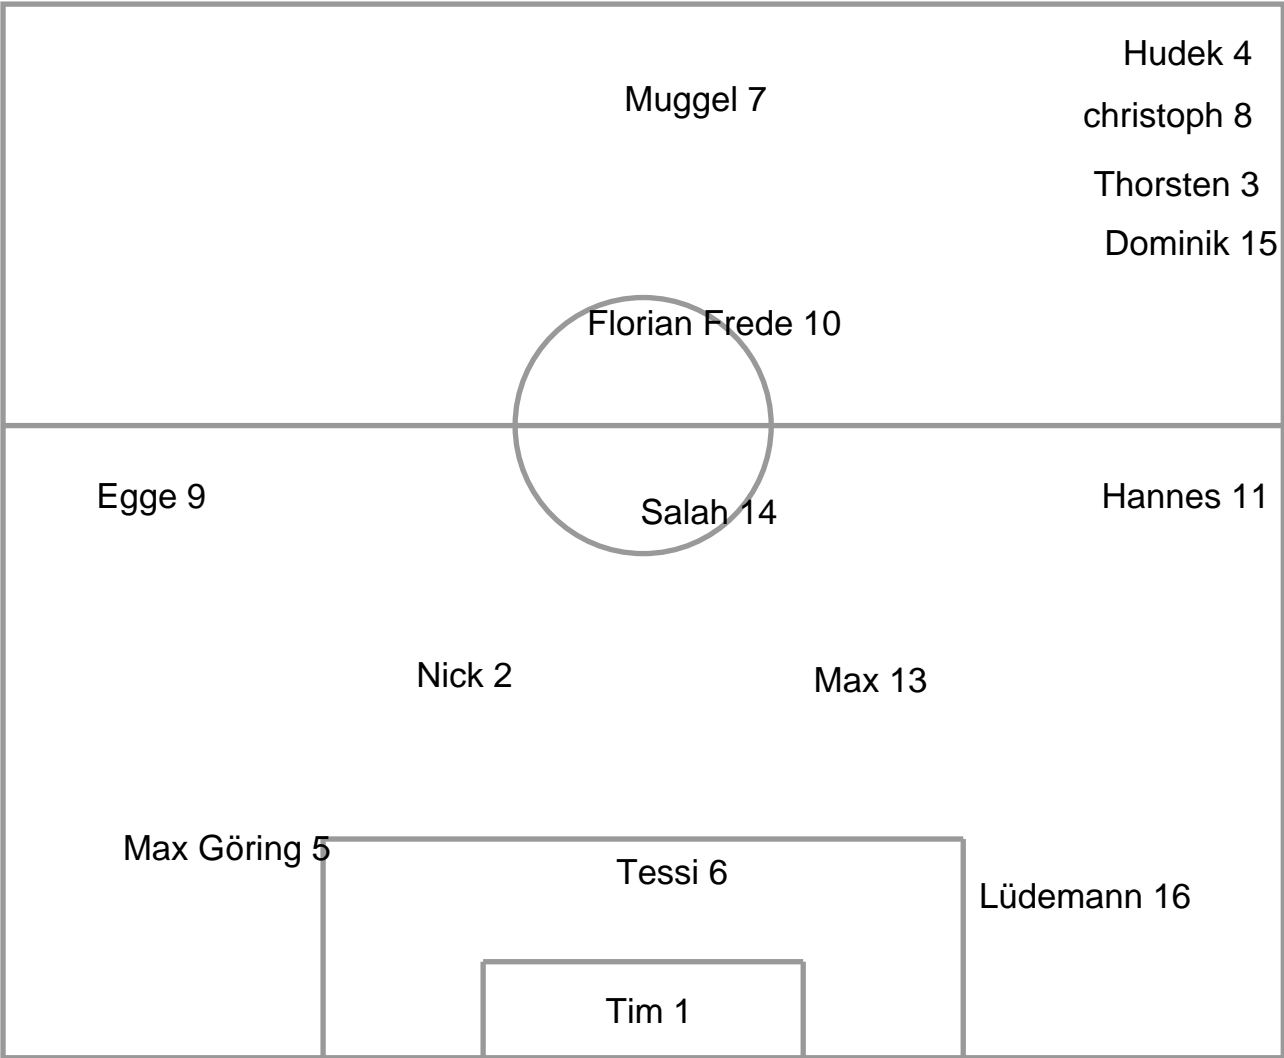 Hudek 4
Muggel 7
christoph 8
Thorsten 3
Dominik 15
Florian Frede 10
Egge 9
Salah 14
Hannes 11
Nick 2
Max 13
Max Göring 5
Tessi 6
Lüdemann 16
Tim 1